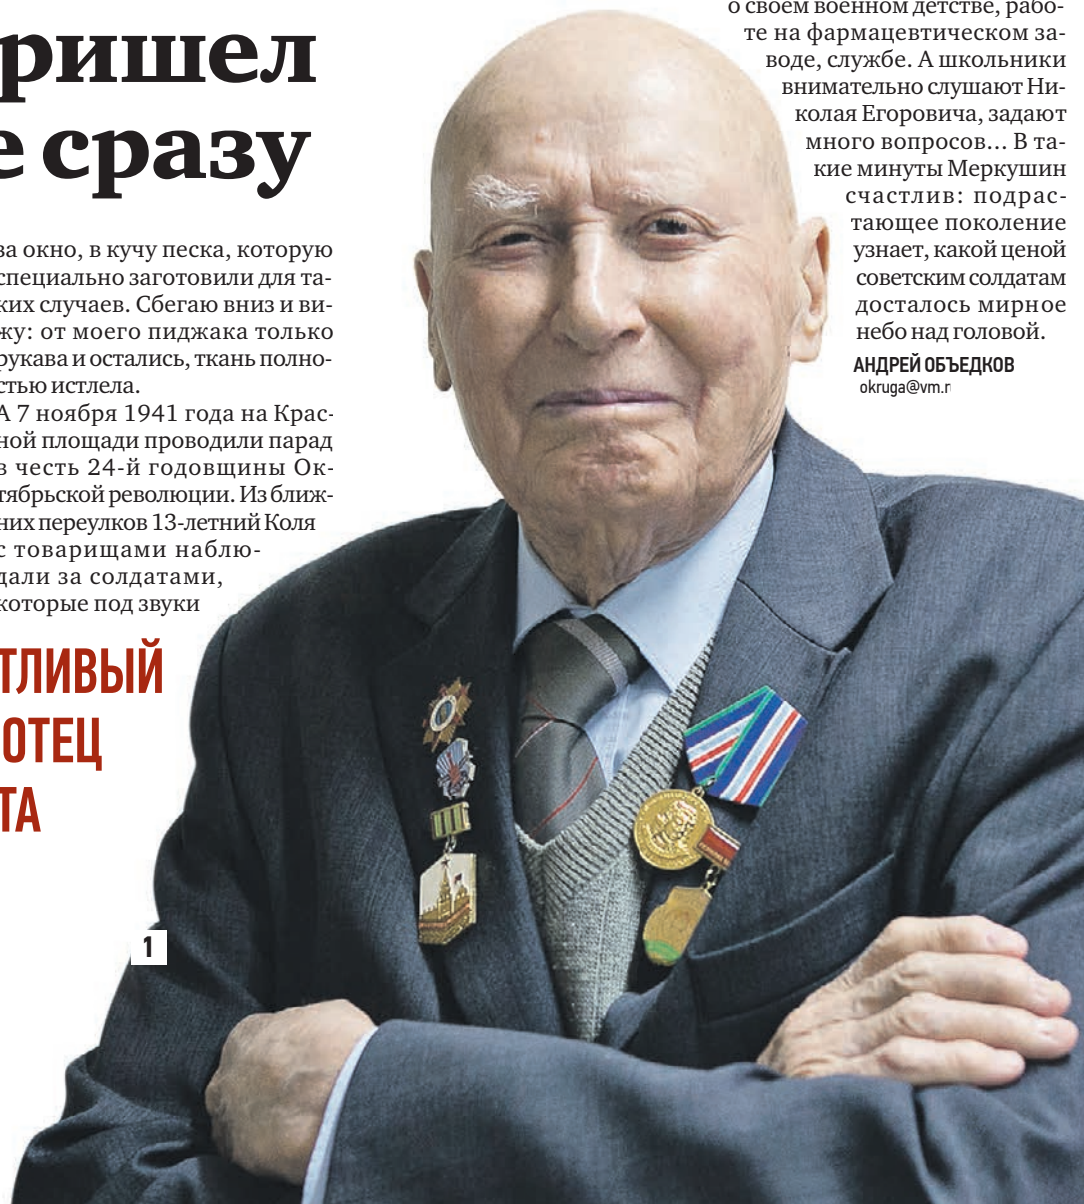 ришел
е сразу
за окно, в кучу песка, которую
специально заготовили для та-
ких случаев. Сбегаю вниз и ви-
жу: от моего пиджака только
рукава и остались, ткань полно-
стью истлела.
А 7 ноября 1941 года на Крас-
ной площади проводили парад
в честь 24-й годовщины Ок-
тябрьской революции. Из ближ-
них переулков 13-летний Коля
с товарищами наблю-
дали за солдатами,
которые под звуки
ТЛИВЫЙ
ОТЕЦ
ТА
1
о своем военном детстве, рабо-
те на фармацевтическом за-
воде, службе. А школьники
внимательно слушают Ни-
колая Егоровича, задают
много вопросов... В та-
кие минуты Меркушин
счастлив: подрас-
тающее поколение
узнает, какой ценой
советским солдатам
досталось мирное
небо над головой.
АНДРЕЙ ОБЪЕДКОВ
okruga@vm.r